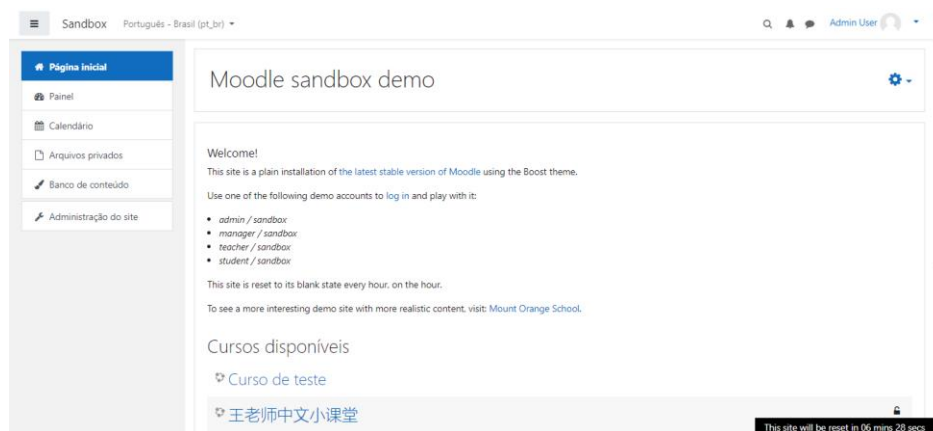 Sandbox Português - Brasil (pt_br)
Admin User
Página inicial
Painel
Calendário
Arquivos privados
Banco de conteúdo
Administração do site
Moodle sandbox demo
Welcome!
This site is a plain installation of the latest stable version of Moodle using the Boost theme.
Use one of the following demo accounts to log in and play with it:
• admin / sandbox
• manager / sandbox
• teacher / sandbox
• student / sandbox
This site is reset to its blank state every hour, on the hour.
To see a more interesting demo site with more realistic content, visit: Mount Orange School.
Cursos disponíveis
Curso de teste
王老师中文小课堂
This site will be reset in 06 mins 28 secs